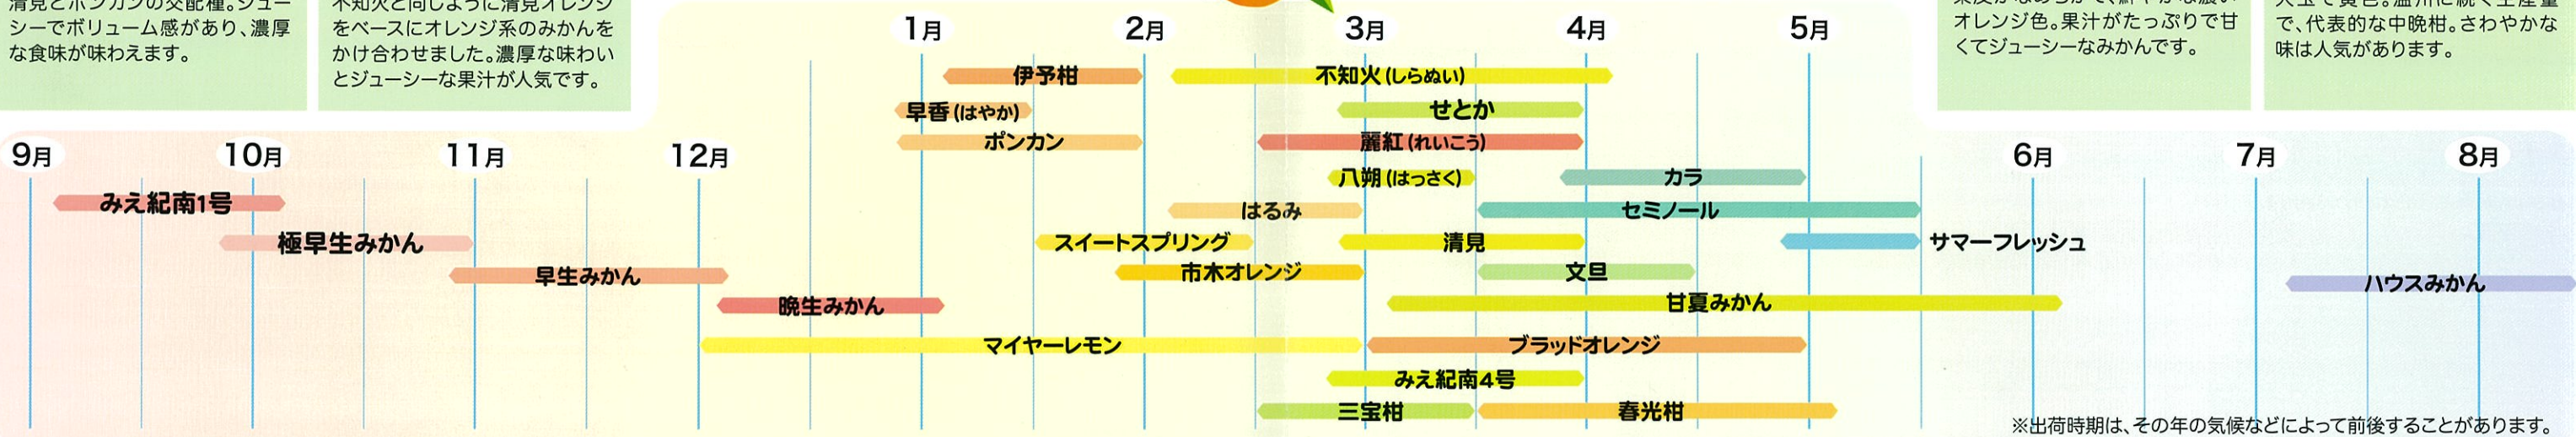 清見とポンカンの交配種。ジュー
シーでボリューム感があり、濃厚
な食味が味わえます。
不知火と同じように清見オレンジ
をベースにオレンジ系のみかんを
かけ合わせました。濃厚な味わい
とジューシーな果汁が人気です。
オレンジ色。果汁がたっぷりで甘
くてジューシーなみかんです。
で、代表的な中晩柑。さわやかな
味は人気があります。
1月 2月 3月 4月 5月
9月 10月 11月 12月 6月 7月 8月
伊予柑 不知火(しらぬい)
早香(はやか) せとか
ポンカン 麗紅(れいこう)
八朔(はっさく) カラ
みえ紀南1号 はるみ セミノール
極早生みかん スイートスプリング 清見 サマーフレッシュ
早生みかん 市木オレンジ 文旦 ハウスみかん
晩生みかん 甘夏みかん
マイヤーレモン ブラッドオレンジ
みえ紀南4号
三宝柑 春光柑
※出荷時期は、その年の気候などによって前後することがあります。